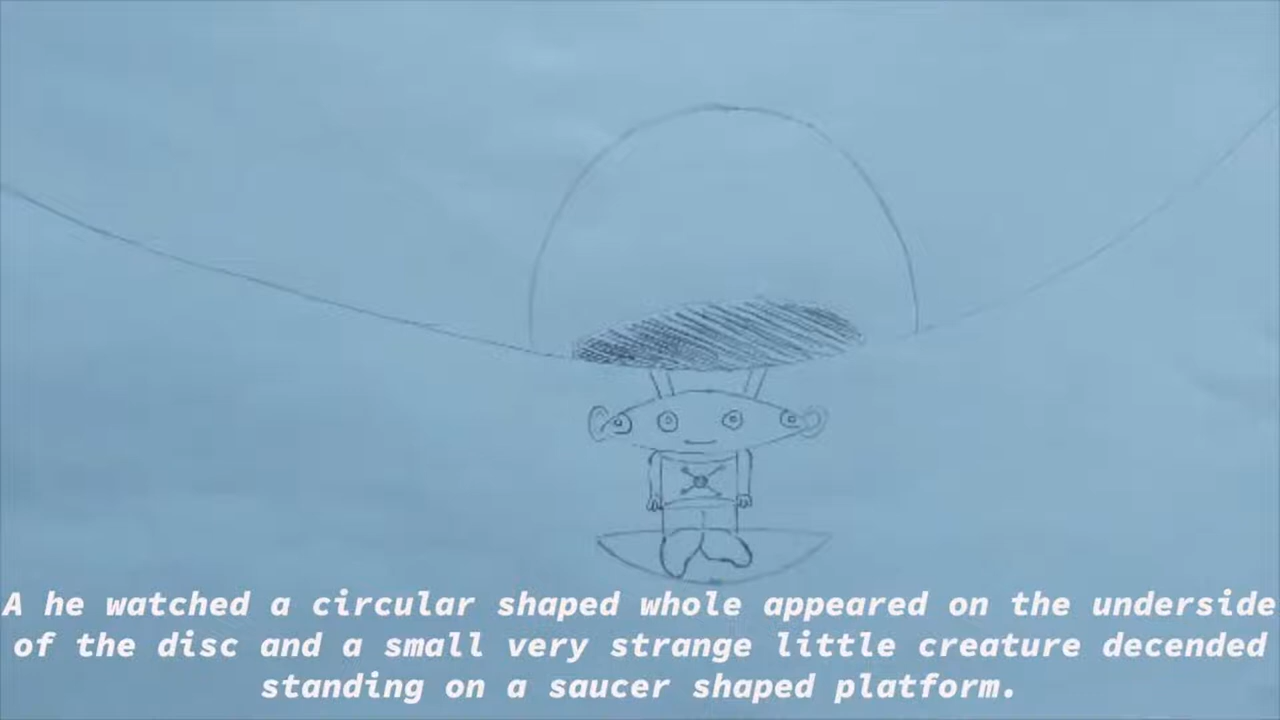 A he watched a circular shaped whole appeared on the underside
of the disc and a small very strange little creature decended
standing on a saucer shaped platform.